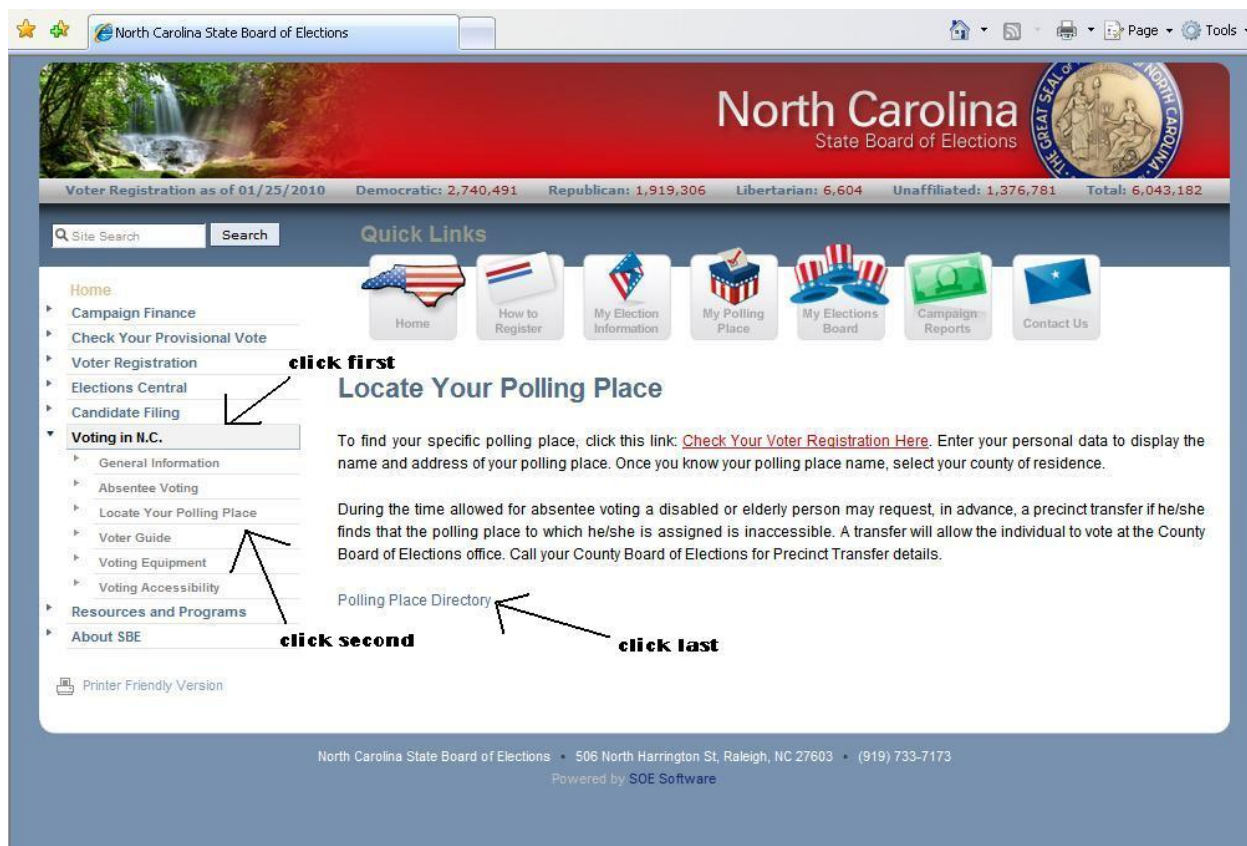 North Carolina State Board of Elections
Page
Tools
North Carolina
State Board of Elections
THE GREAT SEAL OF NORTH CAROLINA
Voter Registration as of 01/25/2010 Democratic: 2,740,491 Republican: 1,919,306 Libertarian: 6,604 Unaffiliated: 1,376,781 Total: 6,043,182
Site Search
Search
Quick Links
Home
How to
Register
My Election
Information
My Polling
Place
My Elections
Board
Campaign
Reports
Contact Us
Home
Campaign Finance
Check Your Provisional Vote
Voter Registration
Elections Central
Candidate Filing
Voting in N.C.
General Information
Absentee Voting
Locate Your Polling Place
Voter Guide
Voting Equipment
Voting Accessibility
Resources and Programs
About SBE
Printer Friendly Version
click first
click second
Locate Your Polling Place
To find your specific polling place, click this link: Check Your Voter Registration Here. Enter your personal data to display the
name and address of your polling place. Once you know your polling place name, select your county of residence.
During the time allowed for absentee voting a disabled or elderly person may request, in advance, a precinct transfer if he/she
finds that the polling place to which he/she is assigned is inaccessible. A transfer will allow the individual to vote at the County
Board of Elections office. Call your County Board of Elections for Precinct Transfer details.
Polling Place Directory
click last
North Carolina State Board of Elections • 506 North Harrington St, Raleigh, NC 27603 • (919) 733-7173
Powered by SOE Software